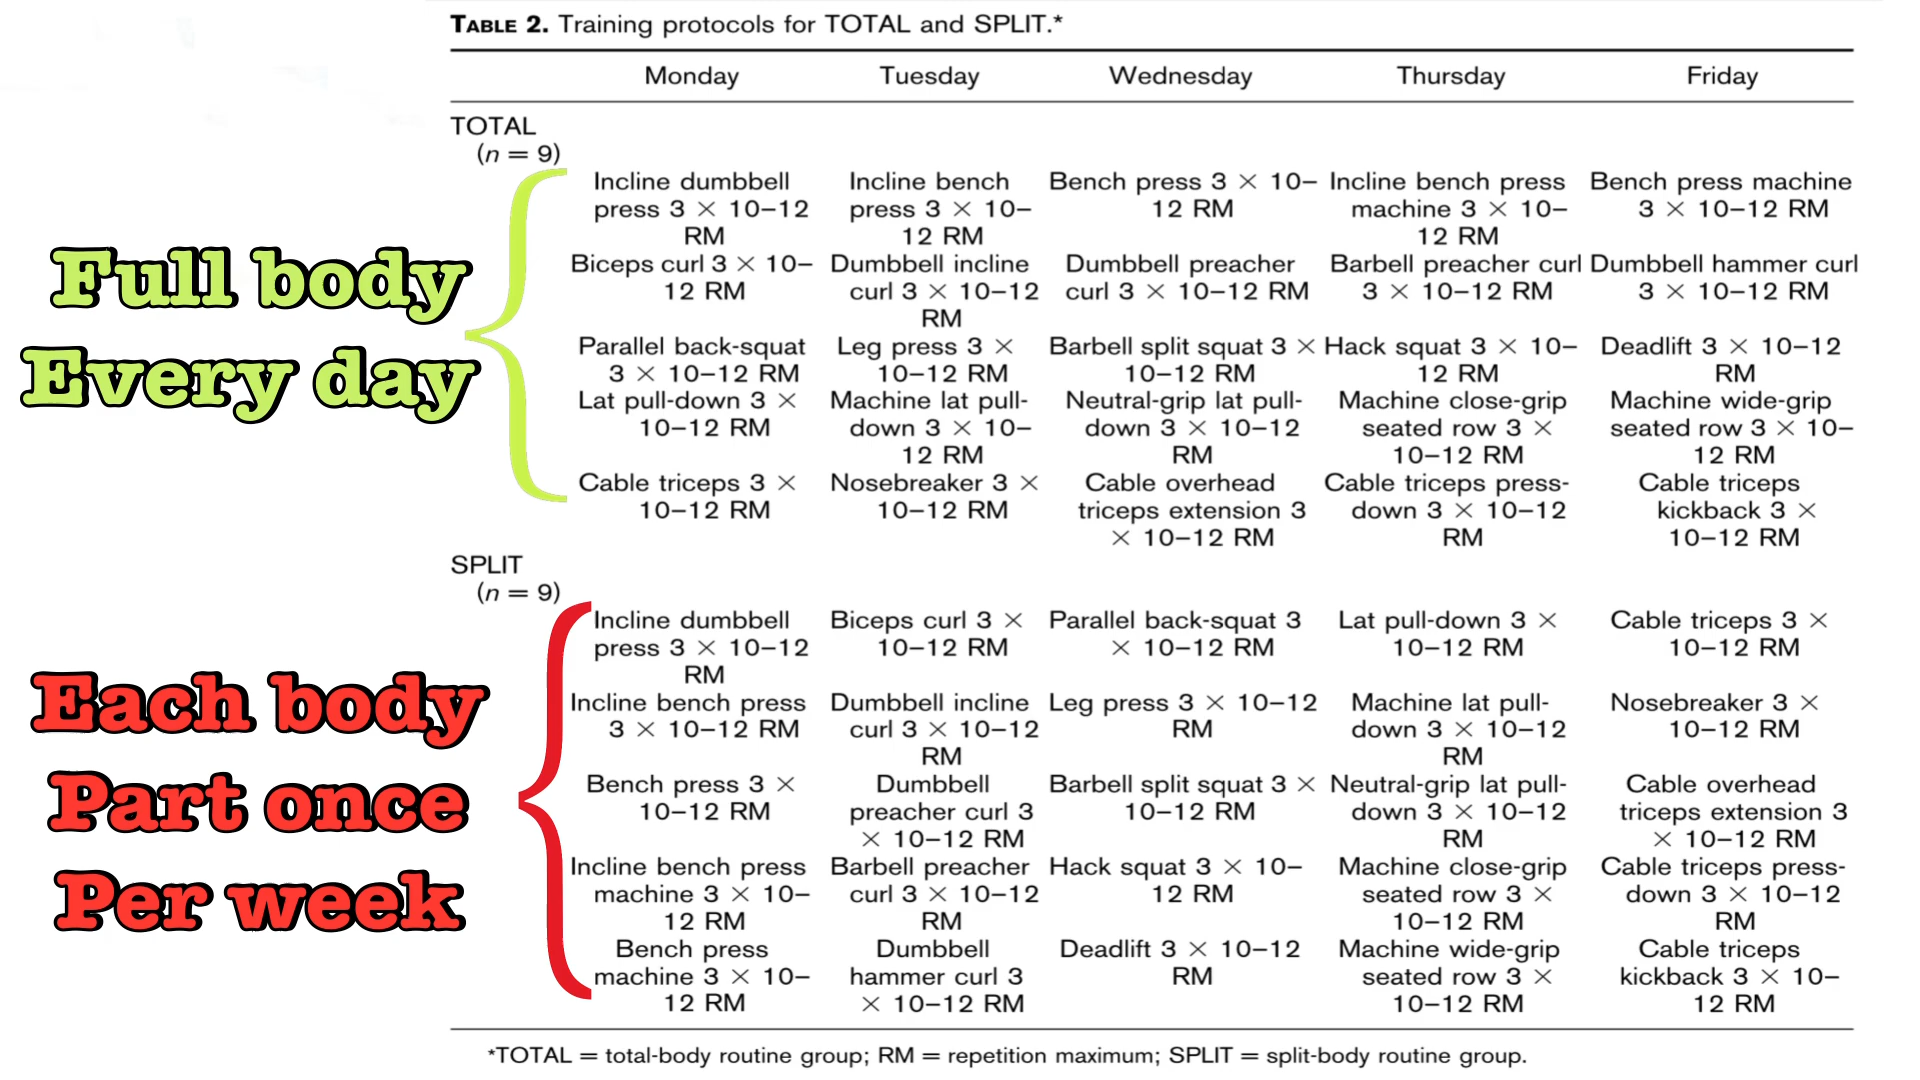 TABLE 2. Training protocols for TOTAL and SPLIT.*
Monday Tuesday Wednesday Thursday Friday
TOTAL
(n = 9)
Incline dumbbell press 3 × 10–12 RM
Incline bench press 3 × 10–12 RM
Bench press 3 × 10–12 RM
Incline bench press machine 3 × 10–12 RM
Bench press machine 3 × 10–12 RM
Biceps curl 3 × 10–12 RM
Dumbbell incline curl 3 × 10–12 RM
Dumbbell preacher curl 3 × 10–12 RM
Barbell preacher curl 3 × 10–12 RM
Dumbbell hammer curl 3 × 10–12 RM
Parallel back-squat 3 × 10–12 RM
Leg press 3 × 10–12 RM
Barbell split squat 3 × 10–12 RM
Hack squat 3 × 10–12 RM
Deadlift 3 × 10–12 RM
Lat pull-down 3 × 10–12 RM
Machine lat pull-down 3 × 10–12 RM
Neutral-grip lat pull-down 3 × 10–12 RM
Machine close-grip seated row 3 × 10–12 RM
Machine wide-grip seated row 3 × 10–12 RM
Cable triceps 3 × 10–12 RM
Nosebreaker 3 × 10–12 RM
Cable overhead triceps extension 3 × 10–12 RM
Cable triceps press-down 3 × 10–12 RM
Cable triceps kickback 3 × 10–12 RM
Full body
Every day
SPLIT
(n = 9)
Incline dumbbell press 3 × 10–12 RM
Biceps curl 3 × 10–12 RM
Parallel back-squat 3 × 10–12 RM
Lat pull-down 3 × 10–12 RM
Cable triceps 3 × 10–12 RM
Incline bench press 3 × 10–12 RM
Dumbbell incline curl 3 × 10–12 RM
Leg press 3 × 10–12 RM
Machine lat pull-down 3 × 10–12 RM
Nosebreaker 3 × 10–12 RM
Bench press 3 × 10–12 RM
Dumbbell preacher curl 3 × 10–12 RM
Barbell split squat 3 × 10–12 RM
Neutral-grip lat pull-down 3 × 10–12 RM
Cable overhead triceps extension 3 × 10–12 RM
Incline bench press machine 3 × 10–12 RM
Barbell preacher curl 3 × 10–12 RM
Hack squat 3 × 10–12 RM
Machine close-grip seated row 3 × 10–12 RM
Cable triceps press-down 3 × 10–12 RM
Bench press machine 3 × 10–12 RM
Dumbbell hammer curl 3 × 10–12 RM
Deadlift 3 × 10–12 RM
Machine wide-grip seated row 3 × 10–12 RM
Cable triceps kickback 3 × 10–12 RM
Each body
Part once
Per week
*TOTAL = total-body routine group; RM = repetition maximum; SPLIT = split-body routine group.